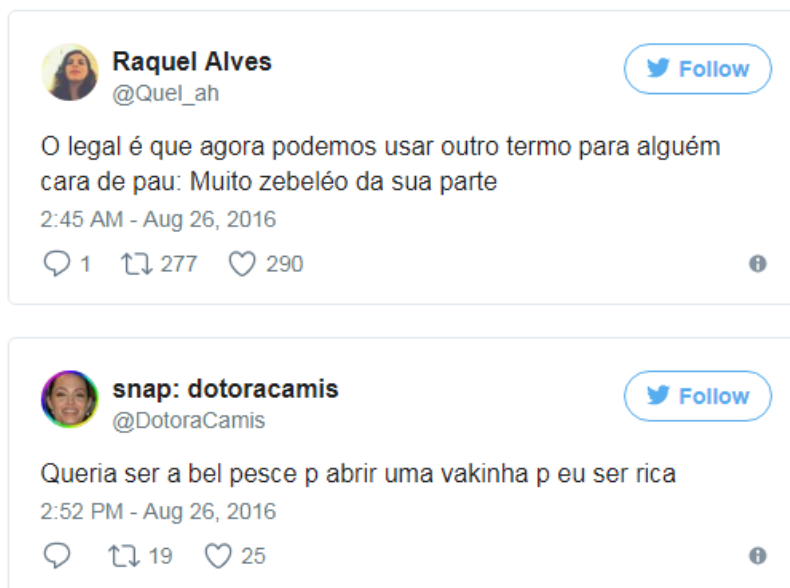 Raquel Alves
Follow
@Quel_ah
O legal é que agora podemos usar outro termo para alguém
cara de pau: Muito zebeléo da sua parte
2:45 AM - Aug 26, 2016
1 277 290
snap: dotoracamis
Follow
@DotoraCamis
Queria ser a bel pesce p abrir uma vakinha p eu ser rica
2:52 PM - Aug 26, 2016
19 25